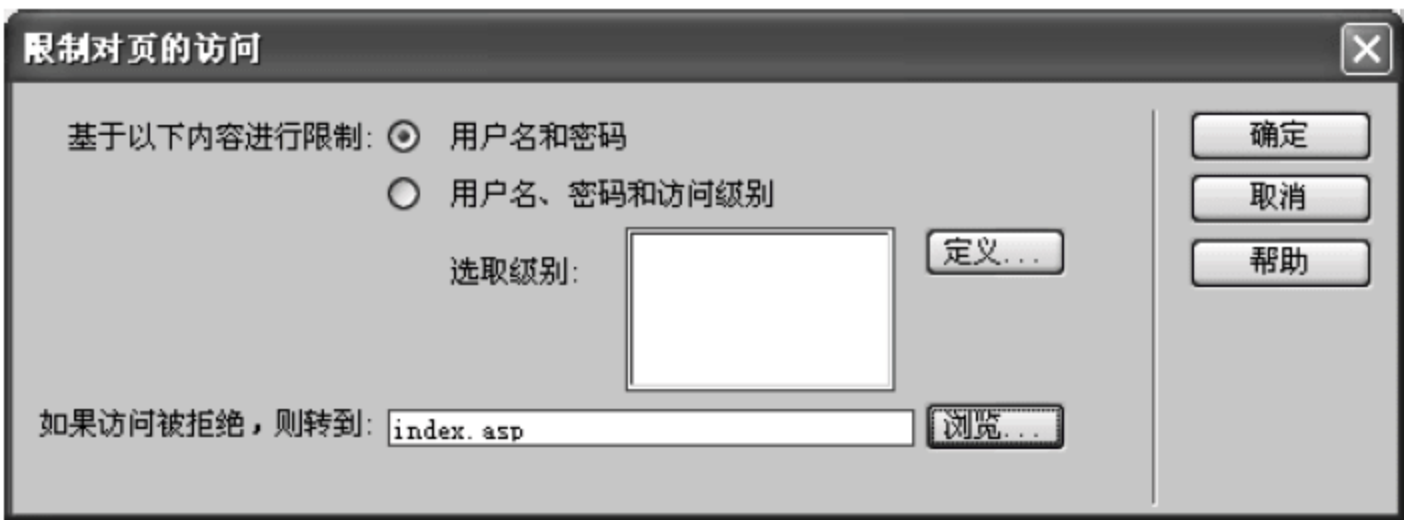 限制对页的访问
基于以下内容进行限制: 用户名和密码 确定
用户名、密码和访问级别 取消
选取级别: 定义... 帮助
如果访问被拒绝，则转到: index.asp 浏览...